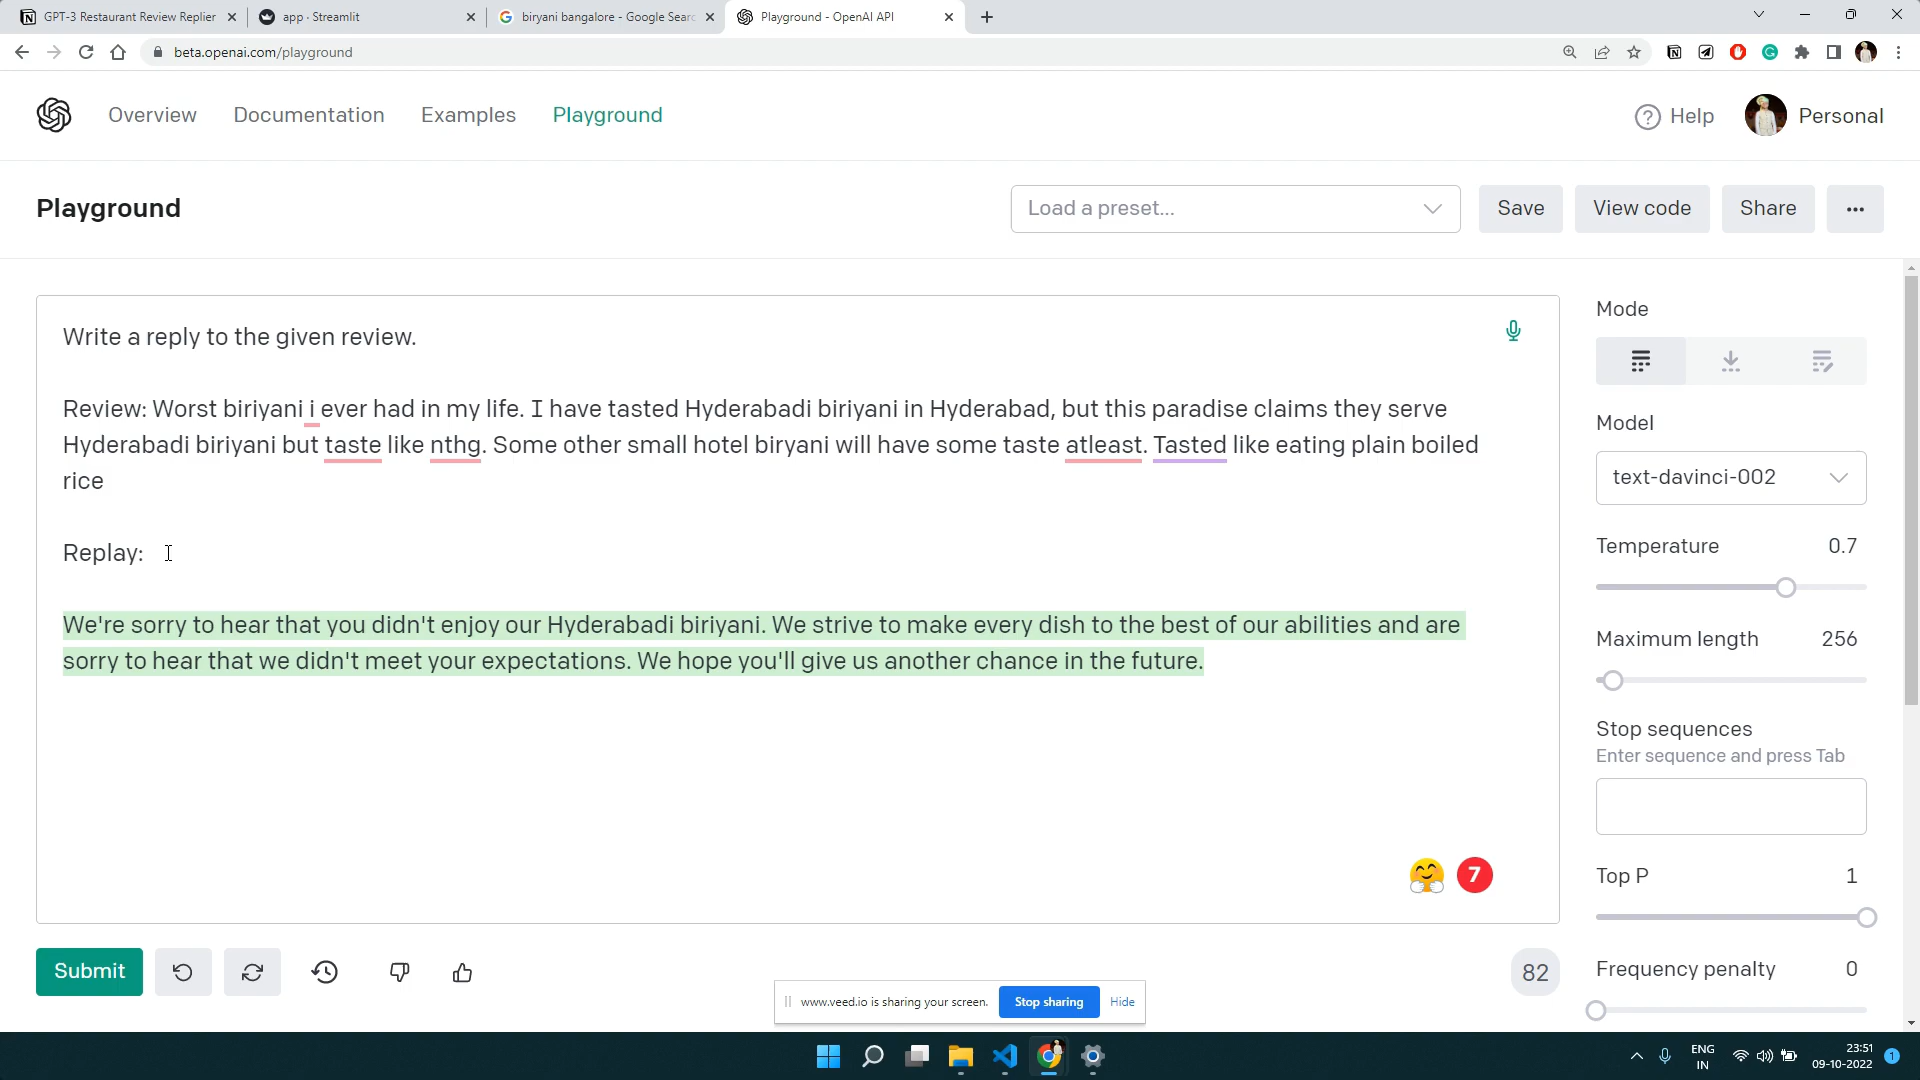 GPT-3 Restaurant Review Replier
app · Streamlit
biryani bangalore - Google Searc
Playground - OpenAI API
beta.openai.com/playground
Overview
Documentation
Examples
Playground
Help
Personal
Playground
Load a preset...
Save
View code
Share
Write a reply to the given review.
Review: Worst biriyani i ever had in my life. I have tasted Hyderabadi biriyani in Hyderabad, but this paradise claims they serve
Hyderabadi biriyani but taste like nthg. Some other small hotel biryani will have some taste atleast. Tasted like eating plain boiled
rice
Replay:
We're sorry to hear that you didn't enjoy our Hyderabadi biriyani. We strive to make every dish to the best of our abilities and are
sorry to hear that we didn't meet your expectations. We hope you'll give us another chance in the future.
7
Submit
82
Mode
Model
text-davinci-002
Temperature 0.7
Maximum length 256
Stop sequences
Enter sequence and press Tab
Top P 1
Frequency penalty 0
www.veed.io is sharing your screen.
Stop sharing
Hide
ENG
IN
23:51
09-10-2022
1